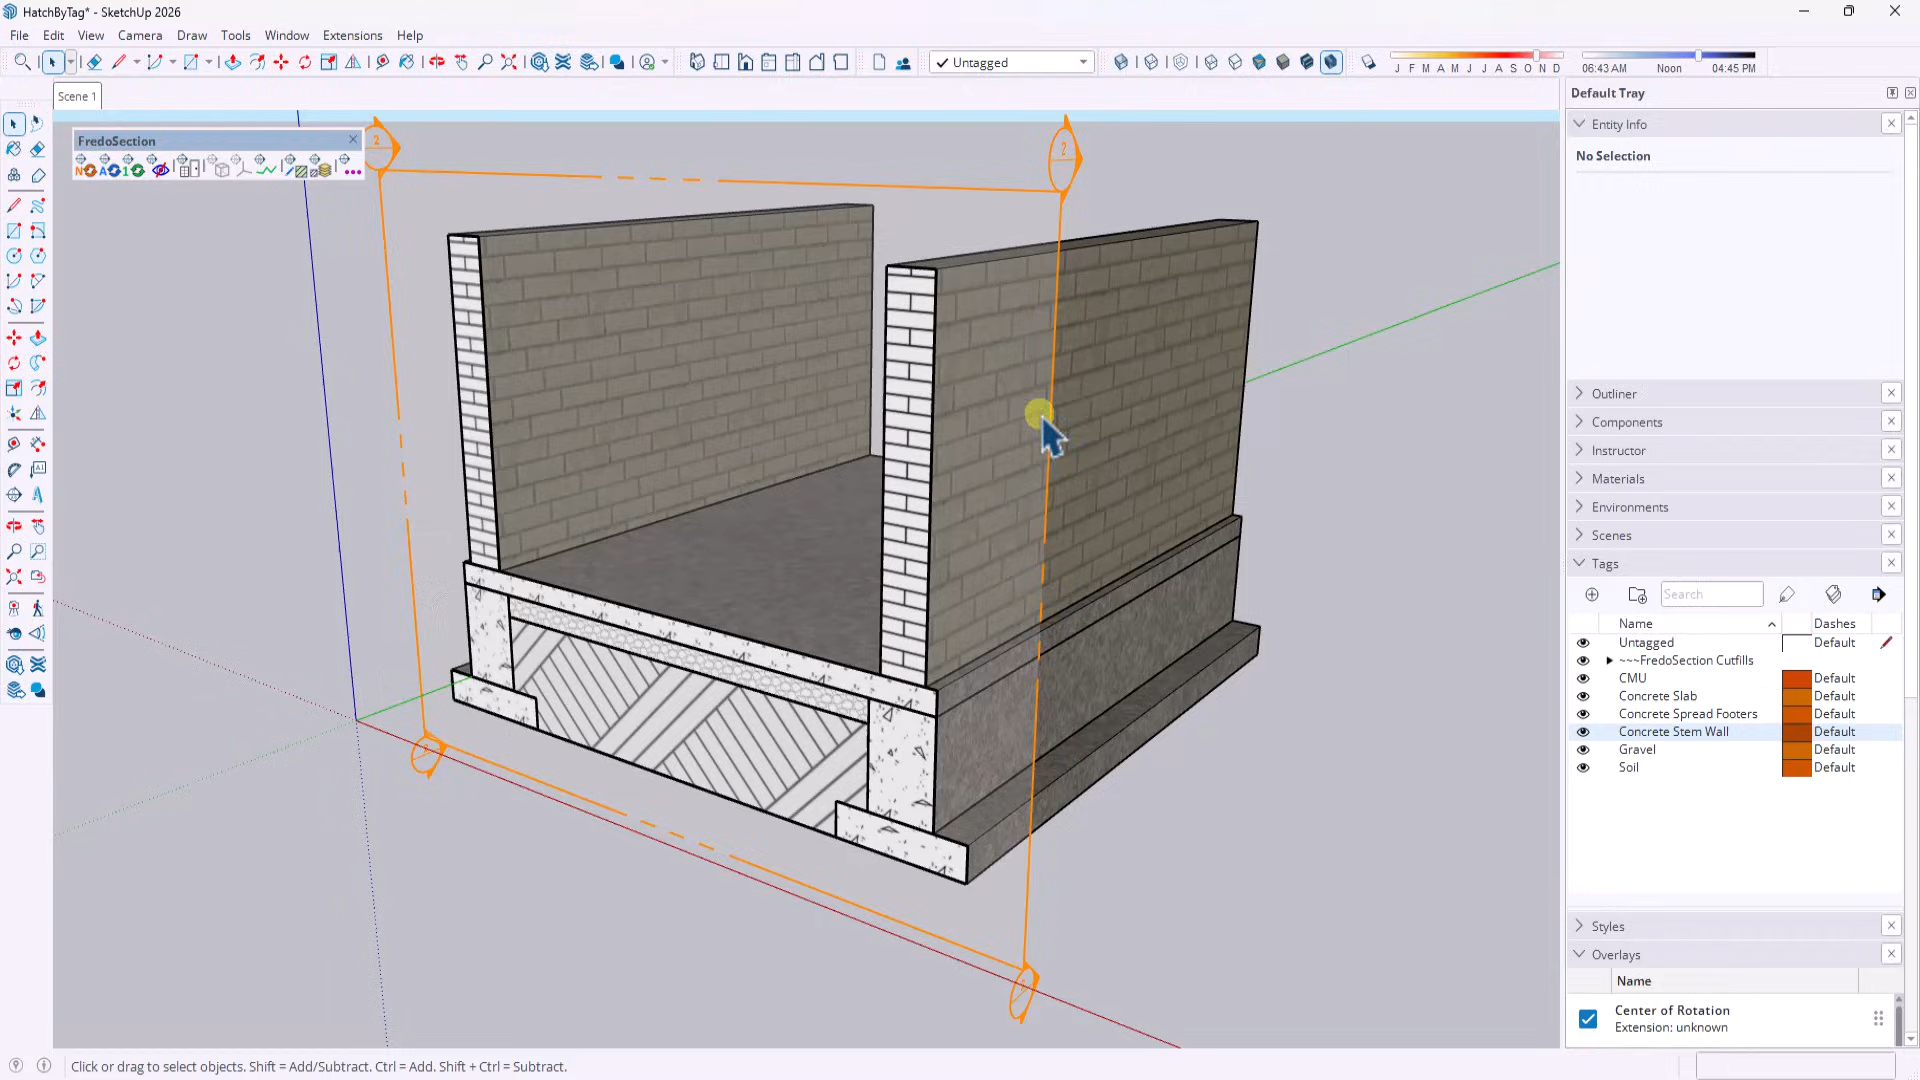 HatchByTag* - SketchUp 2026
File Edit View Camera Draw Tools Window Extensions Help
Untagged
J F M A M J J A S O N D
06:43 AM Noon 04:45 PM
Scene 1
Default Tray
FredoSection
N A 1
2
2
Entity Info
No Selection
Outliner
Components
Instructor
Materials
Environments
Scenes
Tags
Search
Name Dashes
Untagged Default
~~~FredoSection Cutfills
CMU Default
Concrete Slab Default
Concrete Spread Footers Default
Concrete Stem Wall Default
Gravel Default
Soil Default
Styles
Overlays
Name
Center of Rotation
Extension: unknown
Click or drag to select objects. Shift = Add/Subtract. Ctrl = Add. Shift + Ctrl = Subtract.